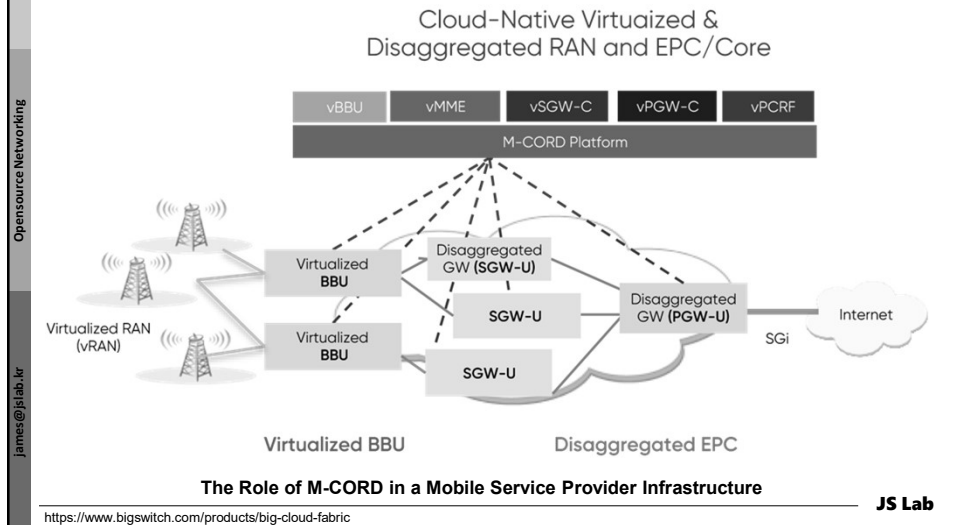 Cloud-Native Virtuaized &
Disaggregated RAN and EPC/Core
vBBU
vMME
vSGW-C
vPGW-C
vPCRF
M-CORD Platform
Opensource Networking
james@jslab.kr
Virtualized RAN
(vRAN)
Virtualized
BBU
Virtualized
BBU
Disaggregated
GW (SGW-U)
SGW-U
SGW-U
Disaggregated
GW (PGW-U)
SGi
Internet
Virtualized BBU
Disaggregated EPC
The Role of M-CORD in a Mobile Service Provider Infrastructure
JS Lab
https://www.bigswitch.com/products/big-cloud-fabric